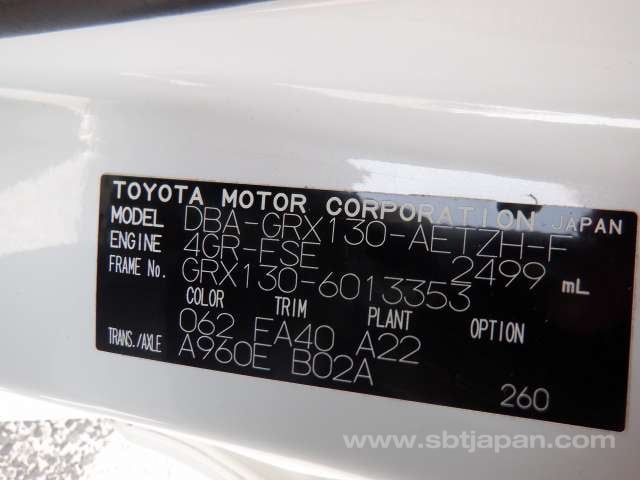 TOYOTA MOTOR CORPORATION JAPAN
MODEL DBA-GRX130-AETZH-F
ENGINE 4GR-FSE 2499 mL
FRAME No. GRX130-6013353
COLOR TRIM PLANT OPTION
062 FA40 A22
TRANS./AXLE A960E B02A
260
www.sbtjapan.com